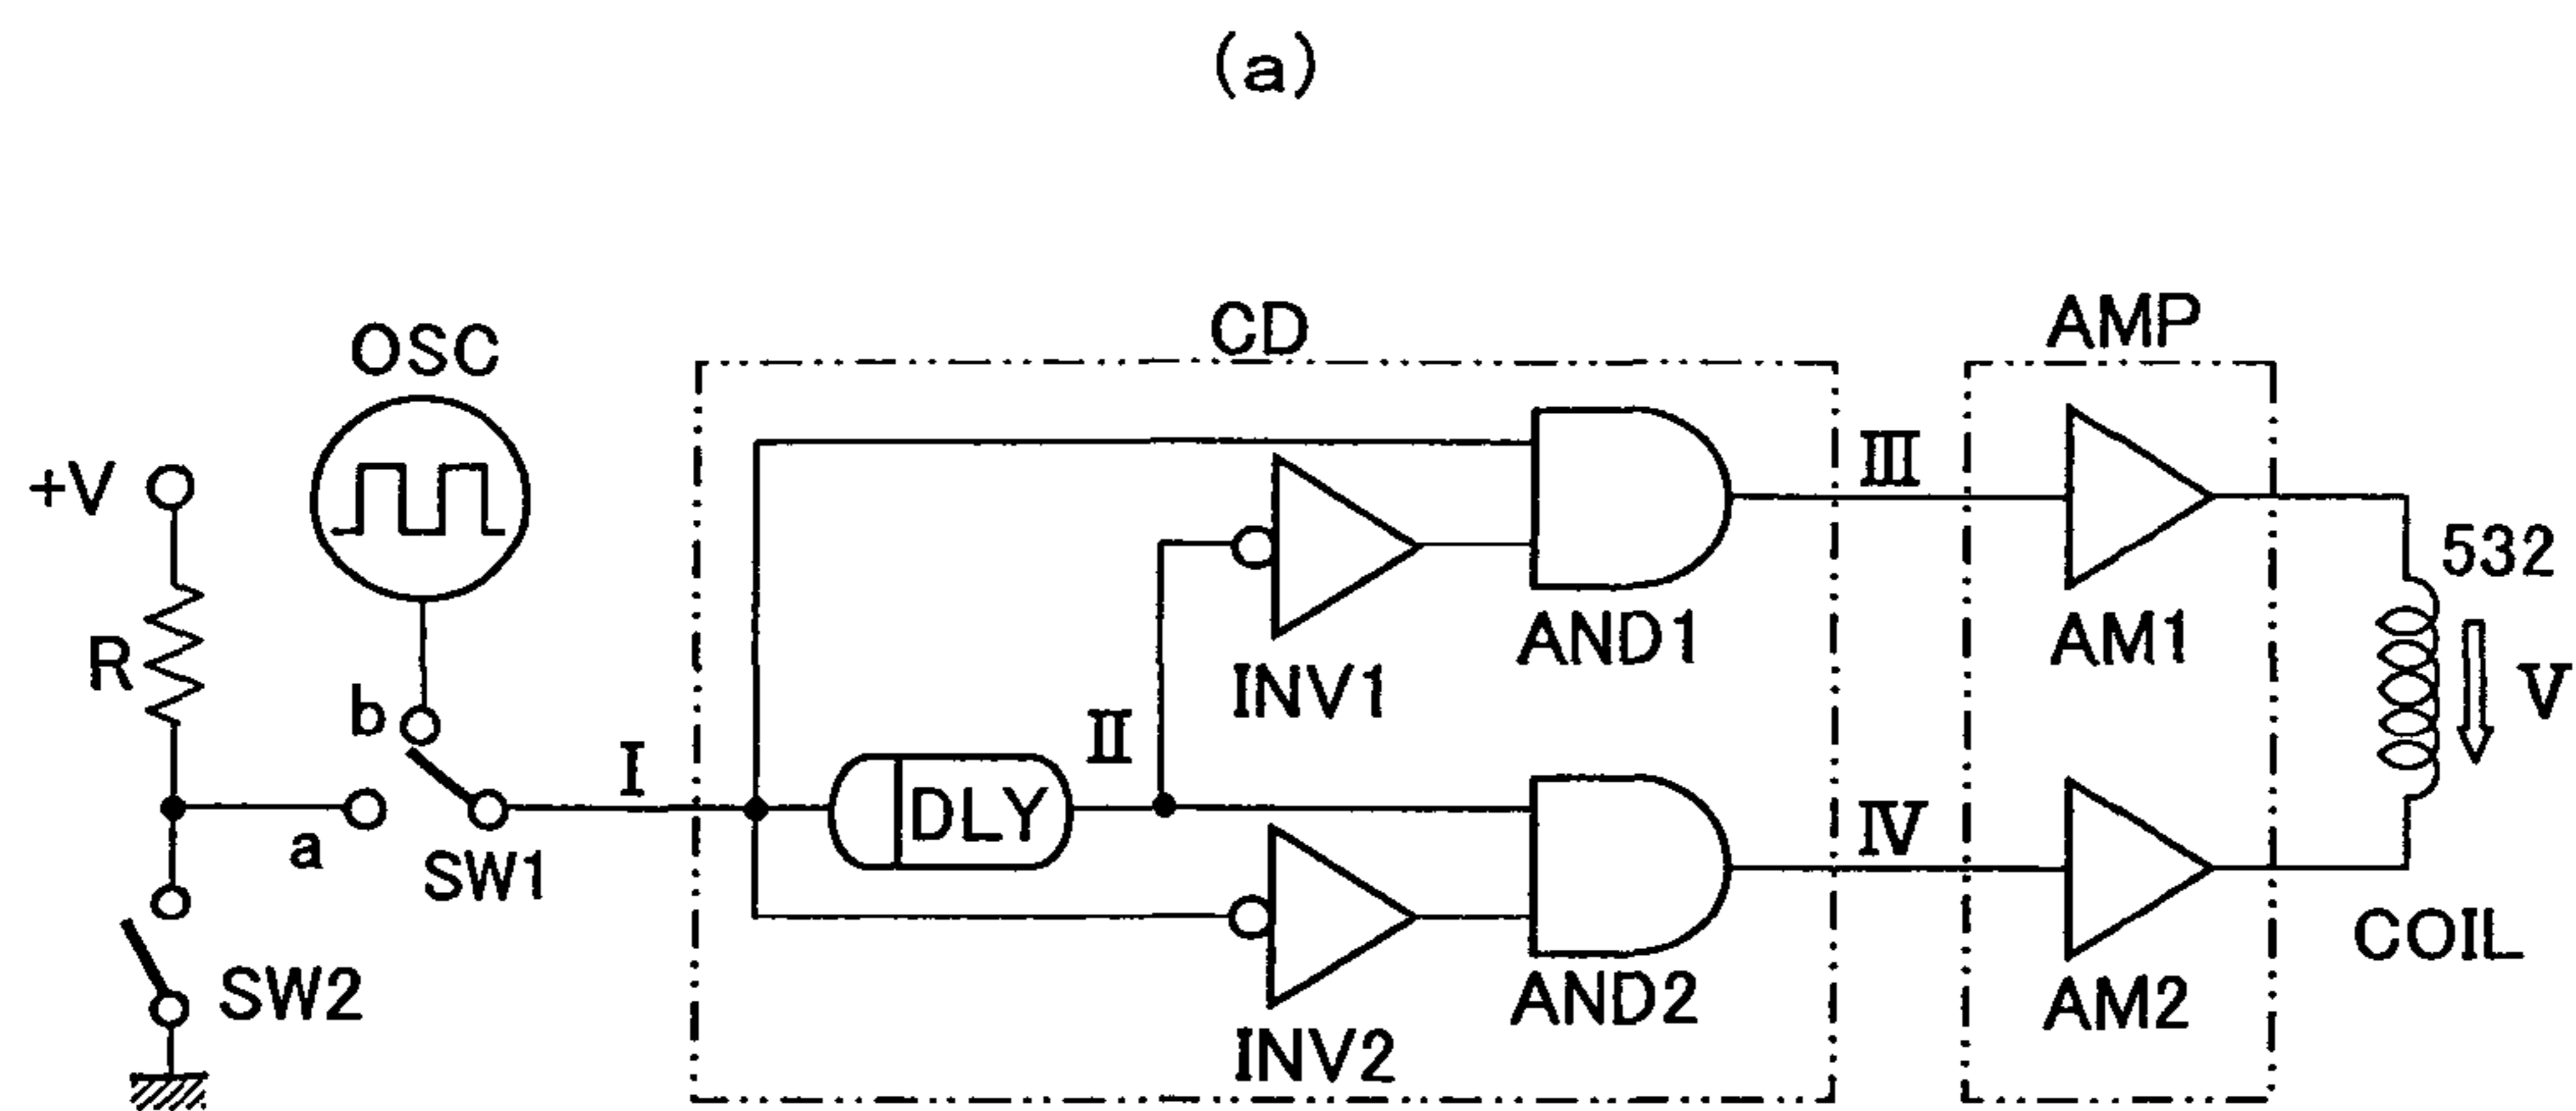 (a)
OSC
CD
AMP
+V
III
532
R
b
I
II
INV1
AND1
AM1
V
DLY
a
SW1
IV
SW2
COIL
AND2
AM2
INV2